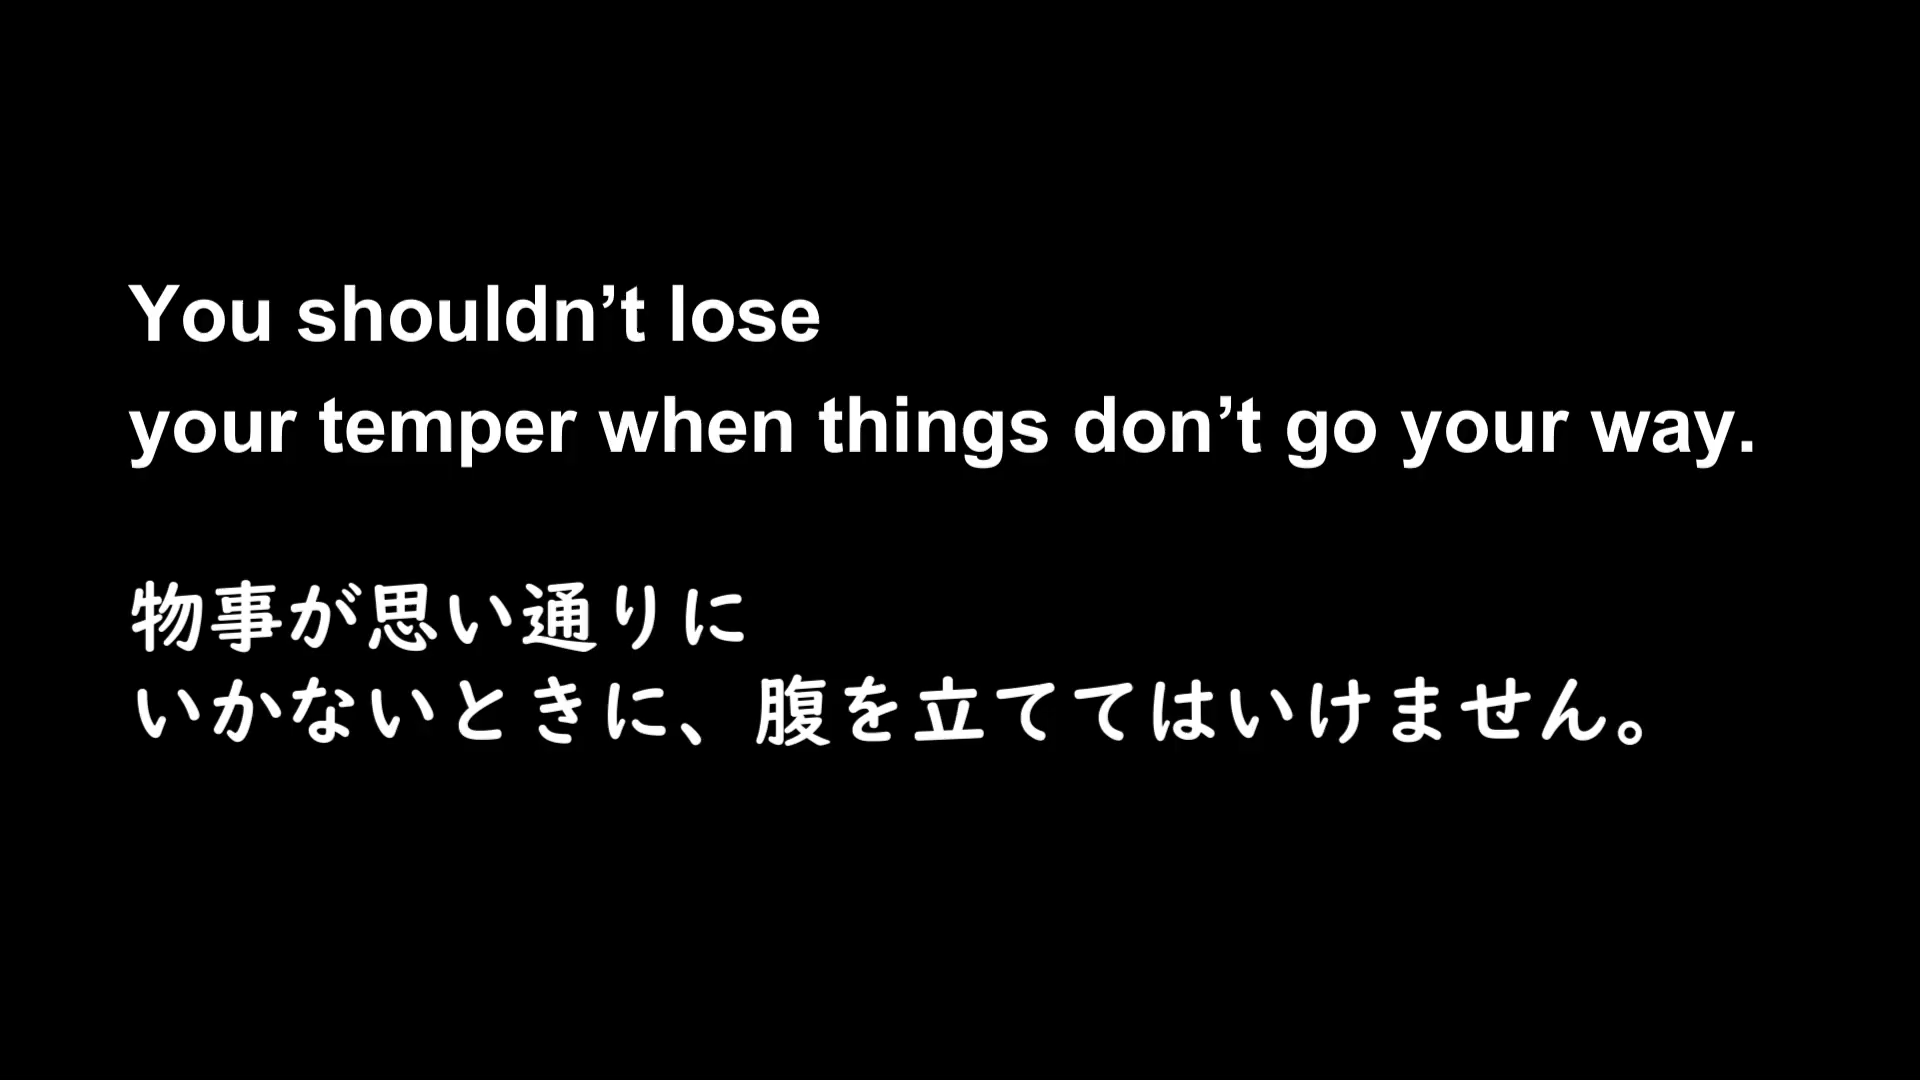 You shouldn’t lose
your temper when things don’t go your way.
物事が思い通りに
いかないときに、腹を立ててはいけません。